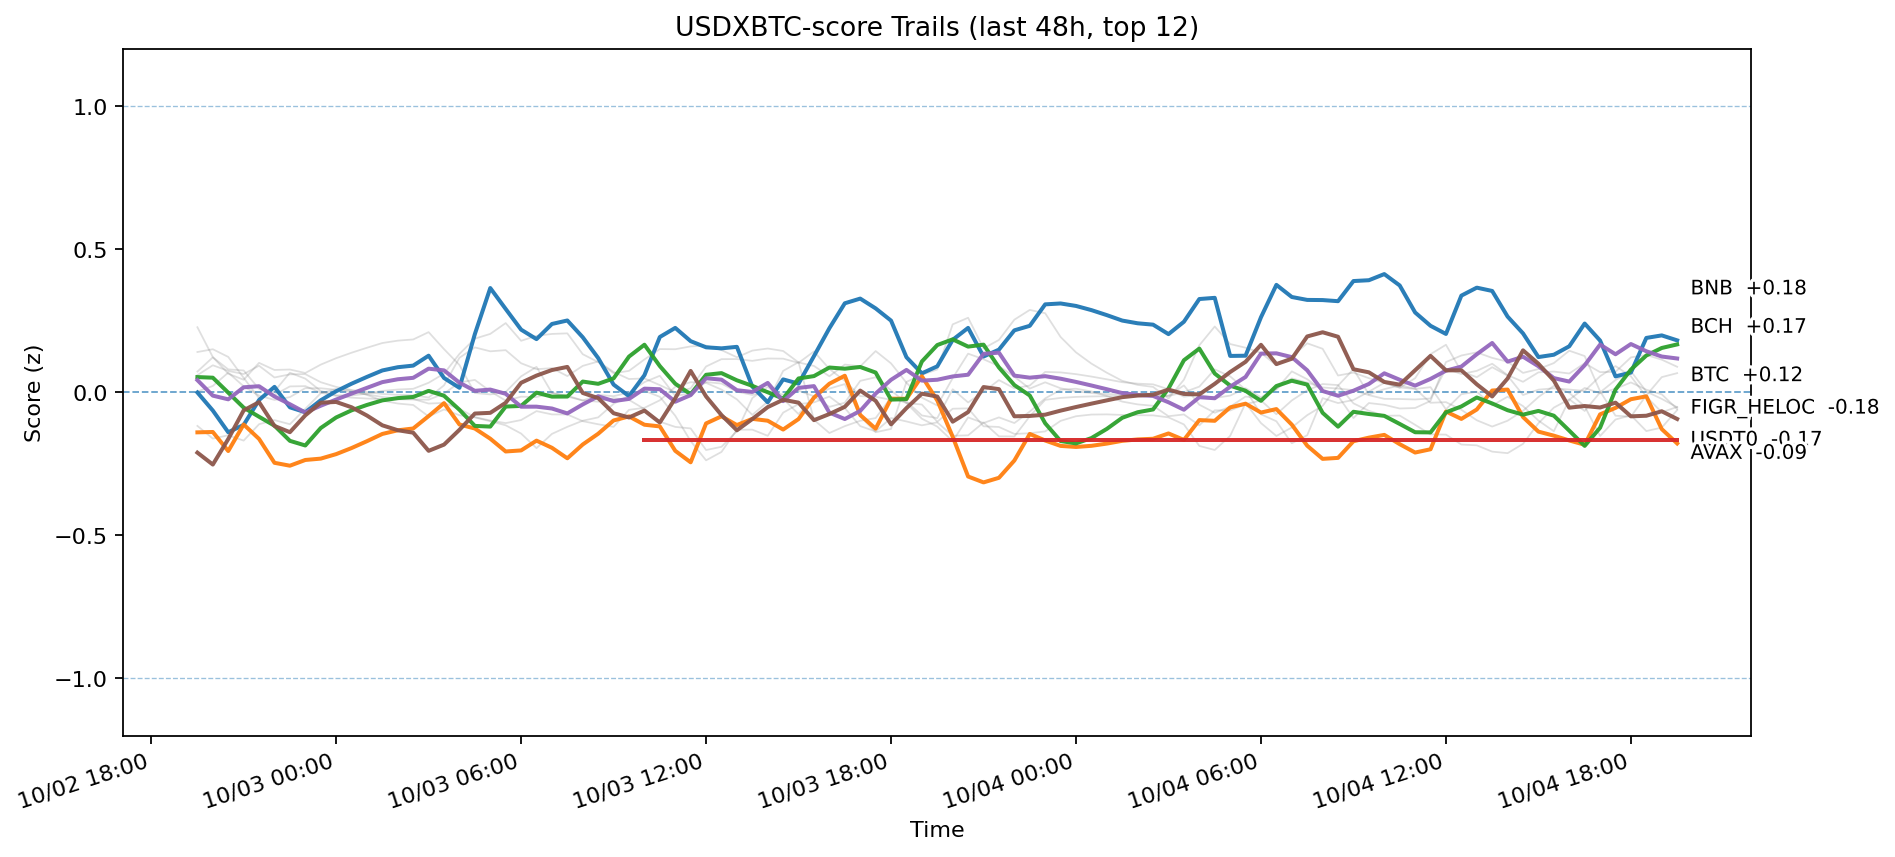 USDXBTC-score Trails (last 48h, top 12)
Score (z)
1.0
0.5
0.0
−0.5
−1.0
BNB +0.18
BCH +0.17
BTC +0.12
FIGR_HELOC -0.18
USDT0 -0.17
AVAX -0.09
10/02 18:00
10/03 00:00
10/03 06:00
10/03 12:00
10/03 18:00
10/04 00:00
10/04 06:00
10/04 12:00
10/04 18:00
Time